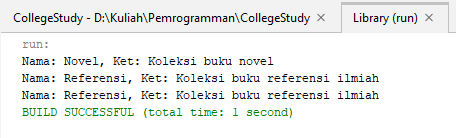 CollegeStudy - D:\Kuliah\Pemrogramman\CollegeStudy × Library (run) ×
run:
Nama: Novel, Ket: Koleksi buku novel
Nama: Referensi, Ket: Koleksi buku referensi ilmiah
Nama: Referensi, Ket: Koleksi buku referensi ilmiah
BUILD SUCCESSFUL (total time: 1 second)